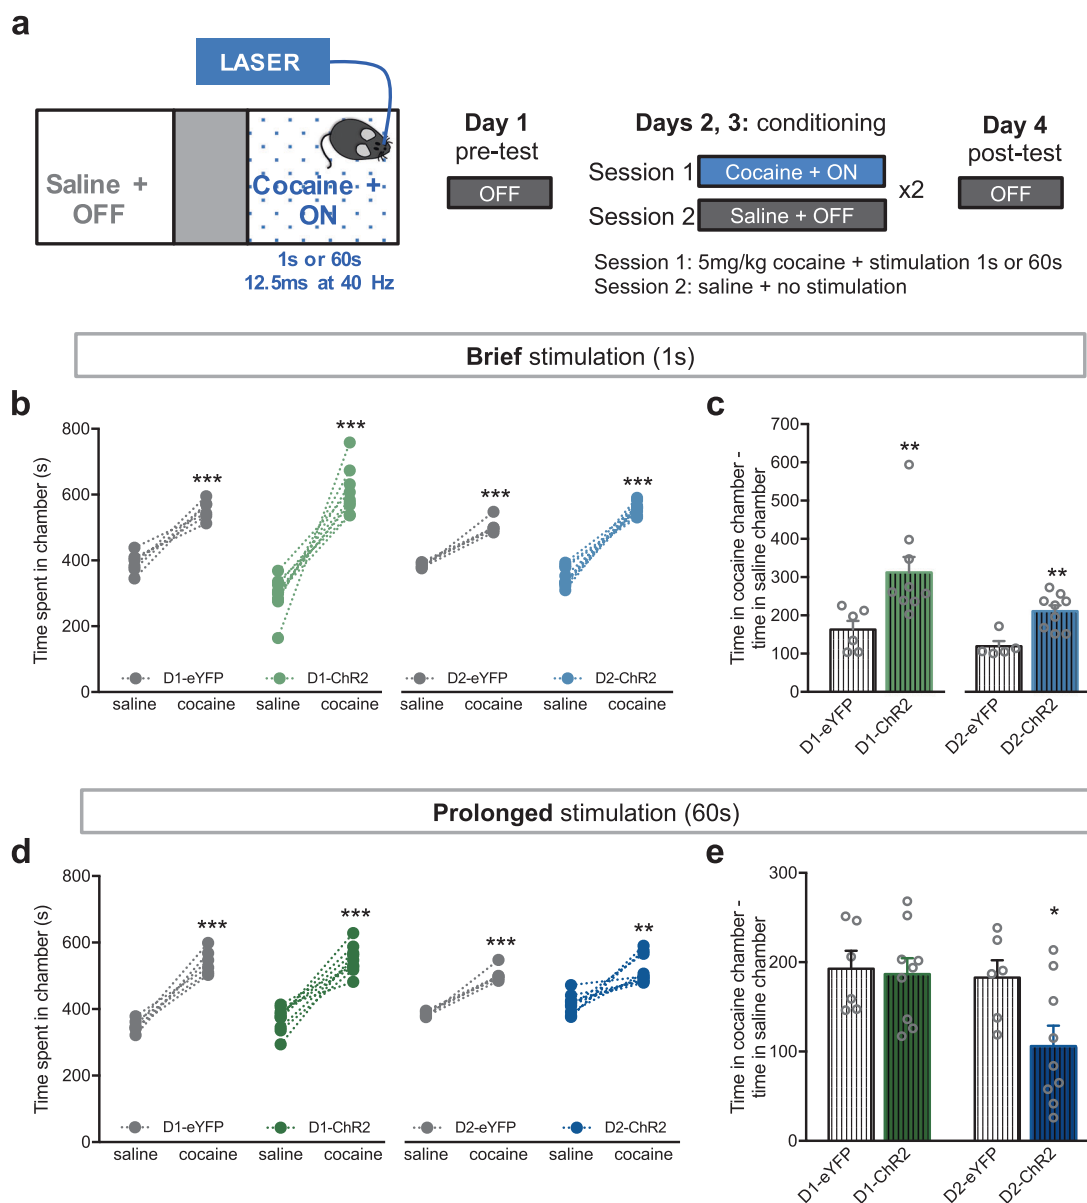 a
LASER
Saline +
OFF
Cocaine +
ON
1s or 60s
12.5ms at 40 Hz
Day 1
pre-test
OFF
Days 2, 3: conditioning
Session 1
Cocaine + ON
Session 2
Saline + OFF
x2
Day 4
post-test
OFF
Session 1: 5mg/kg cocaine + stimulation 1s or 60s
Session 2: saline + no stimulation
Brief stimulation (1s)
b
Time spent in chamber (s)
800
600
400
200
0
***
***
***
***
D1-eYFP
D1-ChR2
D2-eYFP
D2-ChR2
saline
cocaine
saline
cocaine
saline
cocaine
saline
cocaine
c
Time in cocaine chamber -
time in saline chamber
700
600
500
400
300
200
100
0
**
**
D1-eYFP
D1-ChR2
D2-eYFP
D2-ChR2
Prolonged stimulation (60s)
d
Time spent in chamber (s)
800
600
400
200
0
***
***
***
**
D1-eYFP
D1-ChR2
D2-eYFP
D2-ChR2
saline
cocaine
saline
cocaine
saline
cocaine
saline
cocaine
e
Time in cocaine chamber -
time in saline chamber
300
200
100
0
*
D1-eYFP
D1-ChR2
D2-eYFP
D2-ChR2